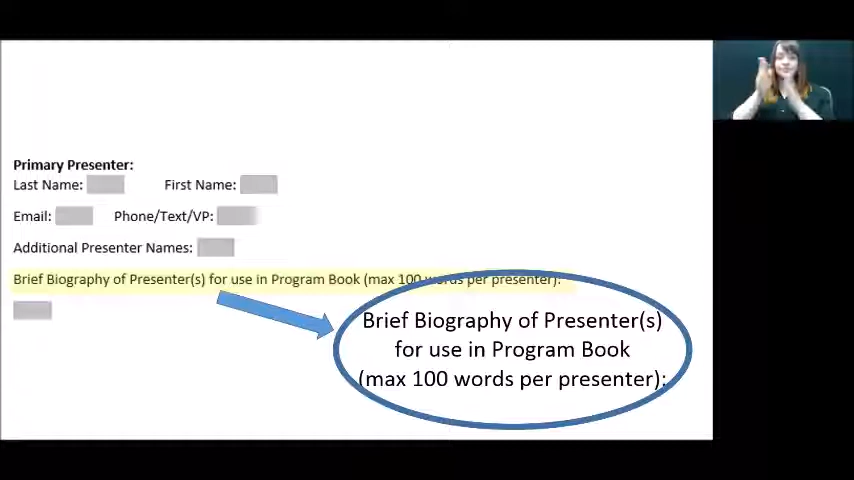 Primary Presenter:
Last Name: First Name:
Email: Phone/Text/VP:
Additional Presenter Names:
Brief Biography of Presenter(s) for use in Program Book (max 100 words per presenter):
Brief Biography of Presenter(s)
for use in Program Book
(max 100 words per presenter):